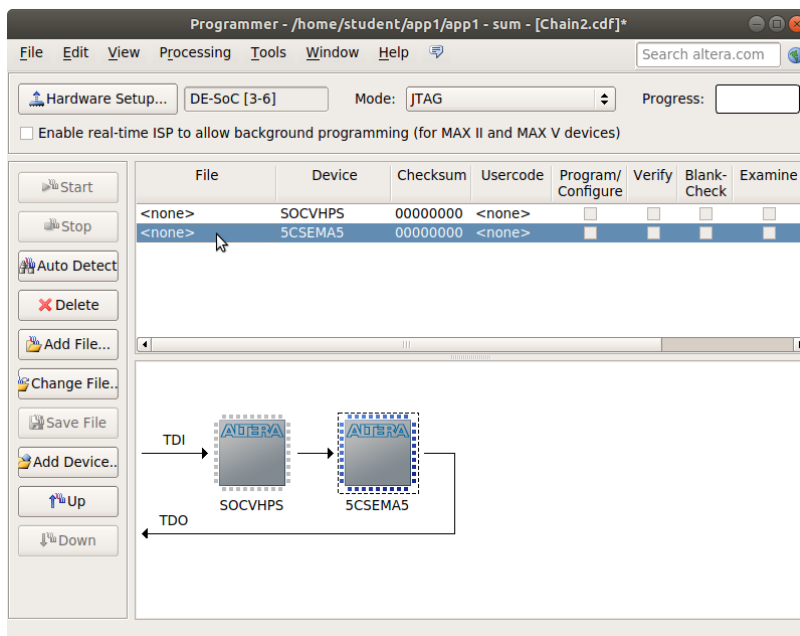 Programmer - /home/student/app1/app1 - sum - [Chain2.cdf]*
File Edit View Processing Tools Window Help Search altera.com
Hardware Setup... DE-SoC [3-6] Mode: JTAG Progress:
Enable real-time ISP to allow background programming (for MAX II and MAX V devices)
Start
Stop
Auto Detect
Delete
Add File...
Change File..
Save File
Add Device..
Up
Down
File Device Checksum Usercode Program/ Verify Blank- Examine
Configure Check
<none> SOCVHPS 00000000 <none>
<none> 5CSEMA5 00000000 <none>
ALTERA ALTERA
TDI
SOCVHPS 5CSEMA5
TDO